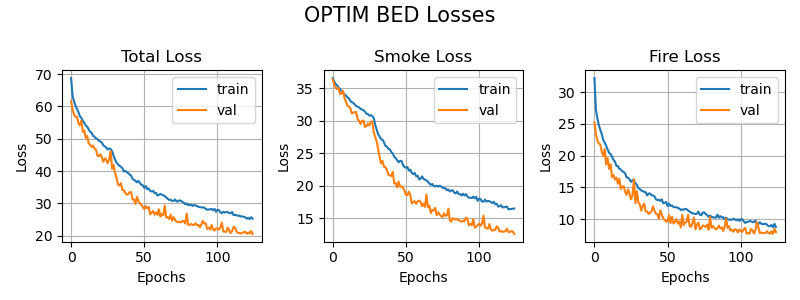 OPTIM BED Losses
Total Loss
70
60
50
40
30
20
0
50
100
Loss
Epochs
train
val
Smoke Loss
35
30
25
20
15
0
50
100
Loss
Epochs
train
val
Fire Loss
30
25
20
15
10
0
50
100
Loss
Epochs
train
val